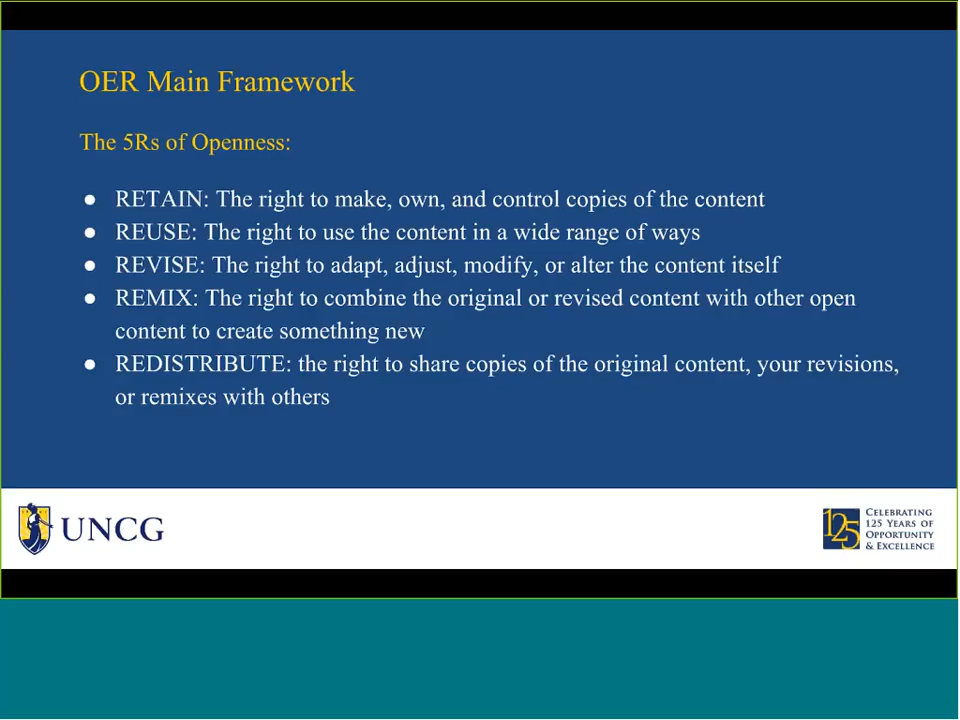 OER Main Framework
The 5Rs of Openness:
● RETAIN: The right to make, own, and control copies of the content
● REUSE: The right to use the content in a wide range of ways
● REVISE: The right to adapt, adjust, modify, or alter the content itself
● REMIX: The right to combine the original or revised content with other open
content to create something new
● REDISTRIBUTE: the right to share copies of the original content, your revisions,
or remixes with others
UNCG
125
CELEBRATING
125 YEARS OF
OPPORTUNITY
& EXCELLENCE